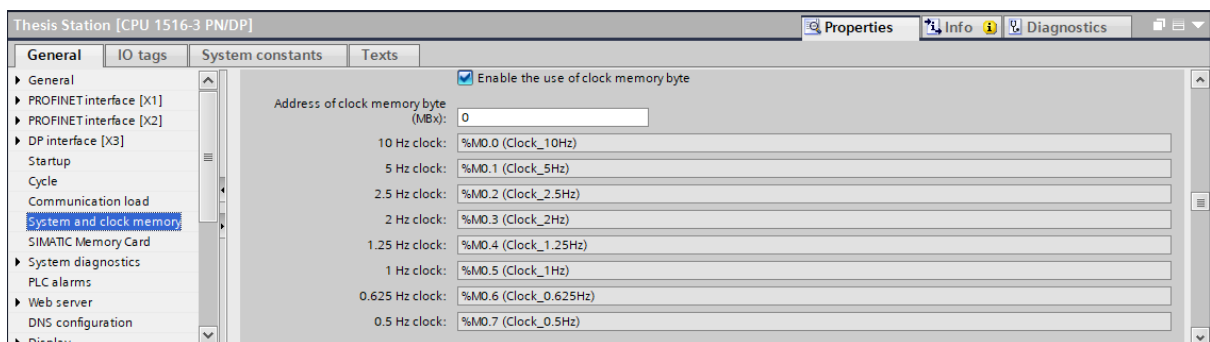 Thesis Station [CPU 1516-3 PN/DP]
Properties
Info
Diagnostics
General
IO tags
System constants
Texts
General
PROFINET interface [X1]
PROFINET interface [X2]
DP interface [X3]
Startup
Cycle
Communication load
System and clock memory
SIMATIC Memory Card
System diagnostics
PLC alarms
Web server
DNS configuration
Display
Enable the use of clock memory byte
Address of clock memory byte
(MBx): 0
10 Hz clock: %M0.0 (Clock_10Hz)
5 Hz clock: %M0.1 (Clock_5Hz)
2.5 Hz clock: %M0.2 (Clock_2.5Hz)
2 Hz clock: %M0.3 (Clock_2Hz)
1.25 Hz clock: %M0.4 (Clock_1.25Hz)
1 Hz clock: %M0.5 (Clock_1Hz)
0.625 Hz clock: %M0.6 (Clock_0.625Hz)
0.5 Hz clock: %M0.7 (Clock_0.5Hz)